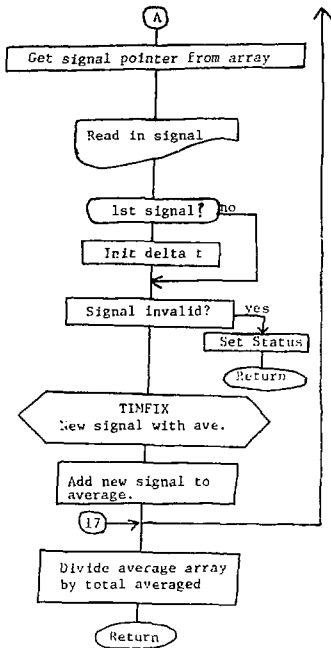 A
Get signal pointer from array
Read in signal
1st signal?
no
Init delta t
Signal invalid?
yes
Set Status
Return
TIMFIX
New signal with ave.
Add new signal to
average.
17
Divide average array
by total averaged
Return